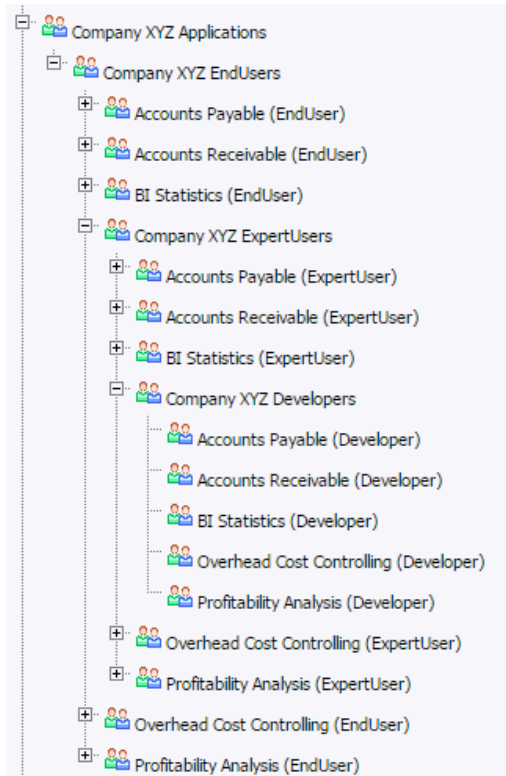 Company XYZ Applications
Company XYZ EndUsers
Accounts Payable (EndUser)
Accounts Receivable (EndUser)
BI Statistics (EndUser)
Company XYZ ExpertUsers
Accounts Payable (ExpertUser)
Accounts Receivable (ExpertUser)
BI Statistics (ExpertUser)
Company XYZ Developers
Accounts Payable (Developer)
Accounts Receivable (Developer)
BI Statistics (Developer)
Overhead Cost Controlling (Developer)
Profitability Analysis (Developer)
Overhead Cost Controlling (ExpertUser)
Profitability Analysis (ExpertUser)
Overhead Cost Controlling (EndUser)
Profitability Analysis (EndUser)